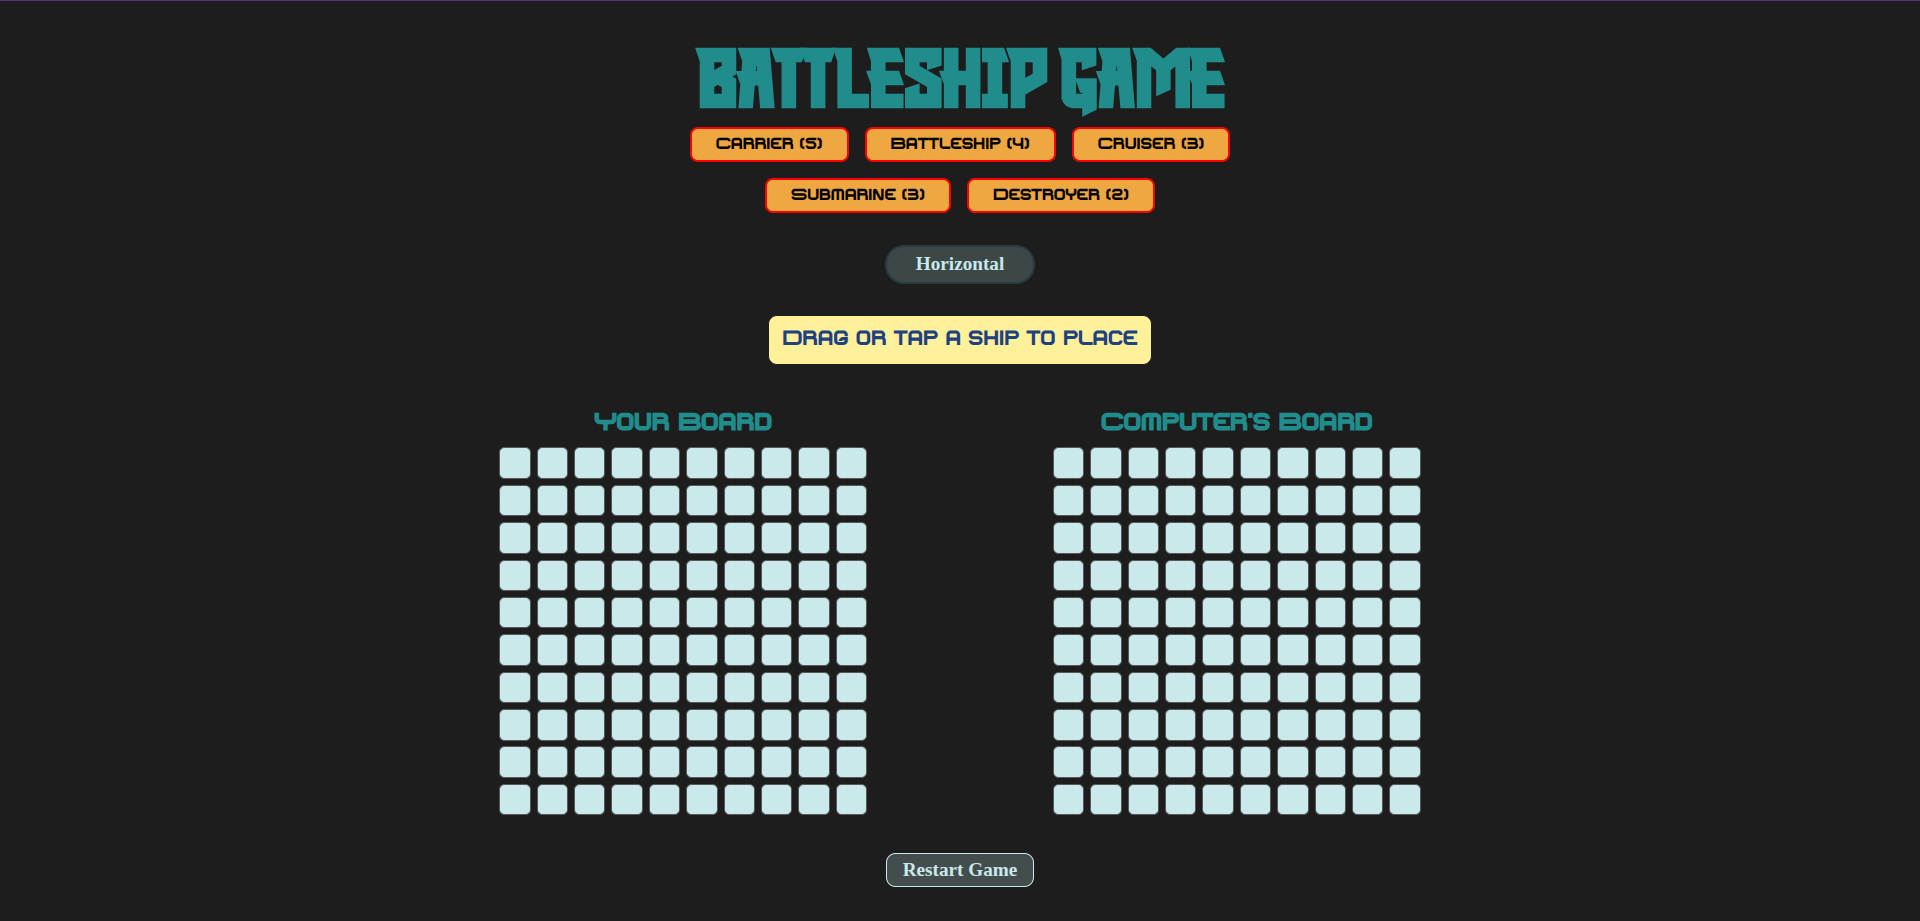 BATTLESHIP GAME
CARRIER (5) BATTLESHIP (4) CRUISER (3)
SUBMARINE (3) DESTROYER (2)
Horizontal
DRAG OR TAP A SHIP TO PLACE
YOUR BOARD COMPUTER'S BOARD
Restart Game